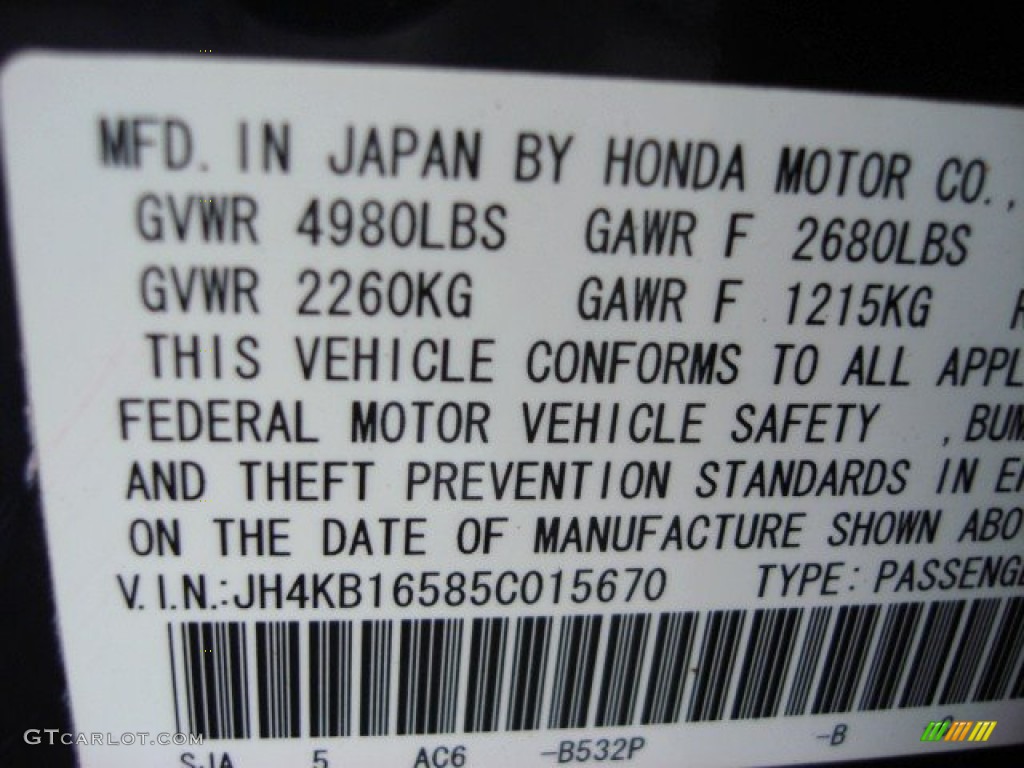 MFD. IN JAPAN BY HONDA MOTOR CO.,
GVWR 4980LBS GAWR F 2680LBS
GVWR 2260KG GAWR F 1215KG
THIS VEHICLE CONFORMS TO ALL APPL
FEDERAL MOTOR VEHICLE SAFETY ,BUM
AND THEFT PREVENTION STANDARDS IN EF
ON THE DATE OF MANUFACTURE SHOWN ABO
V.I.N.:JH4KB16585C015670 TYPE: PASSENGE
SJA 5 AC6 -B532P -B
GTCARLOT.COM